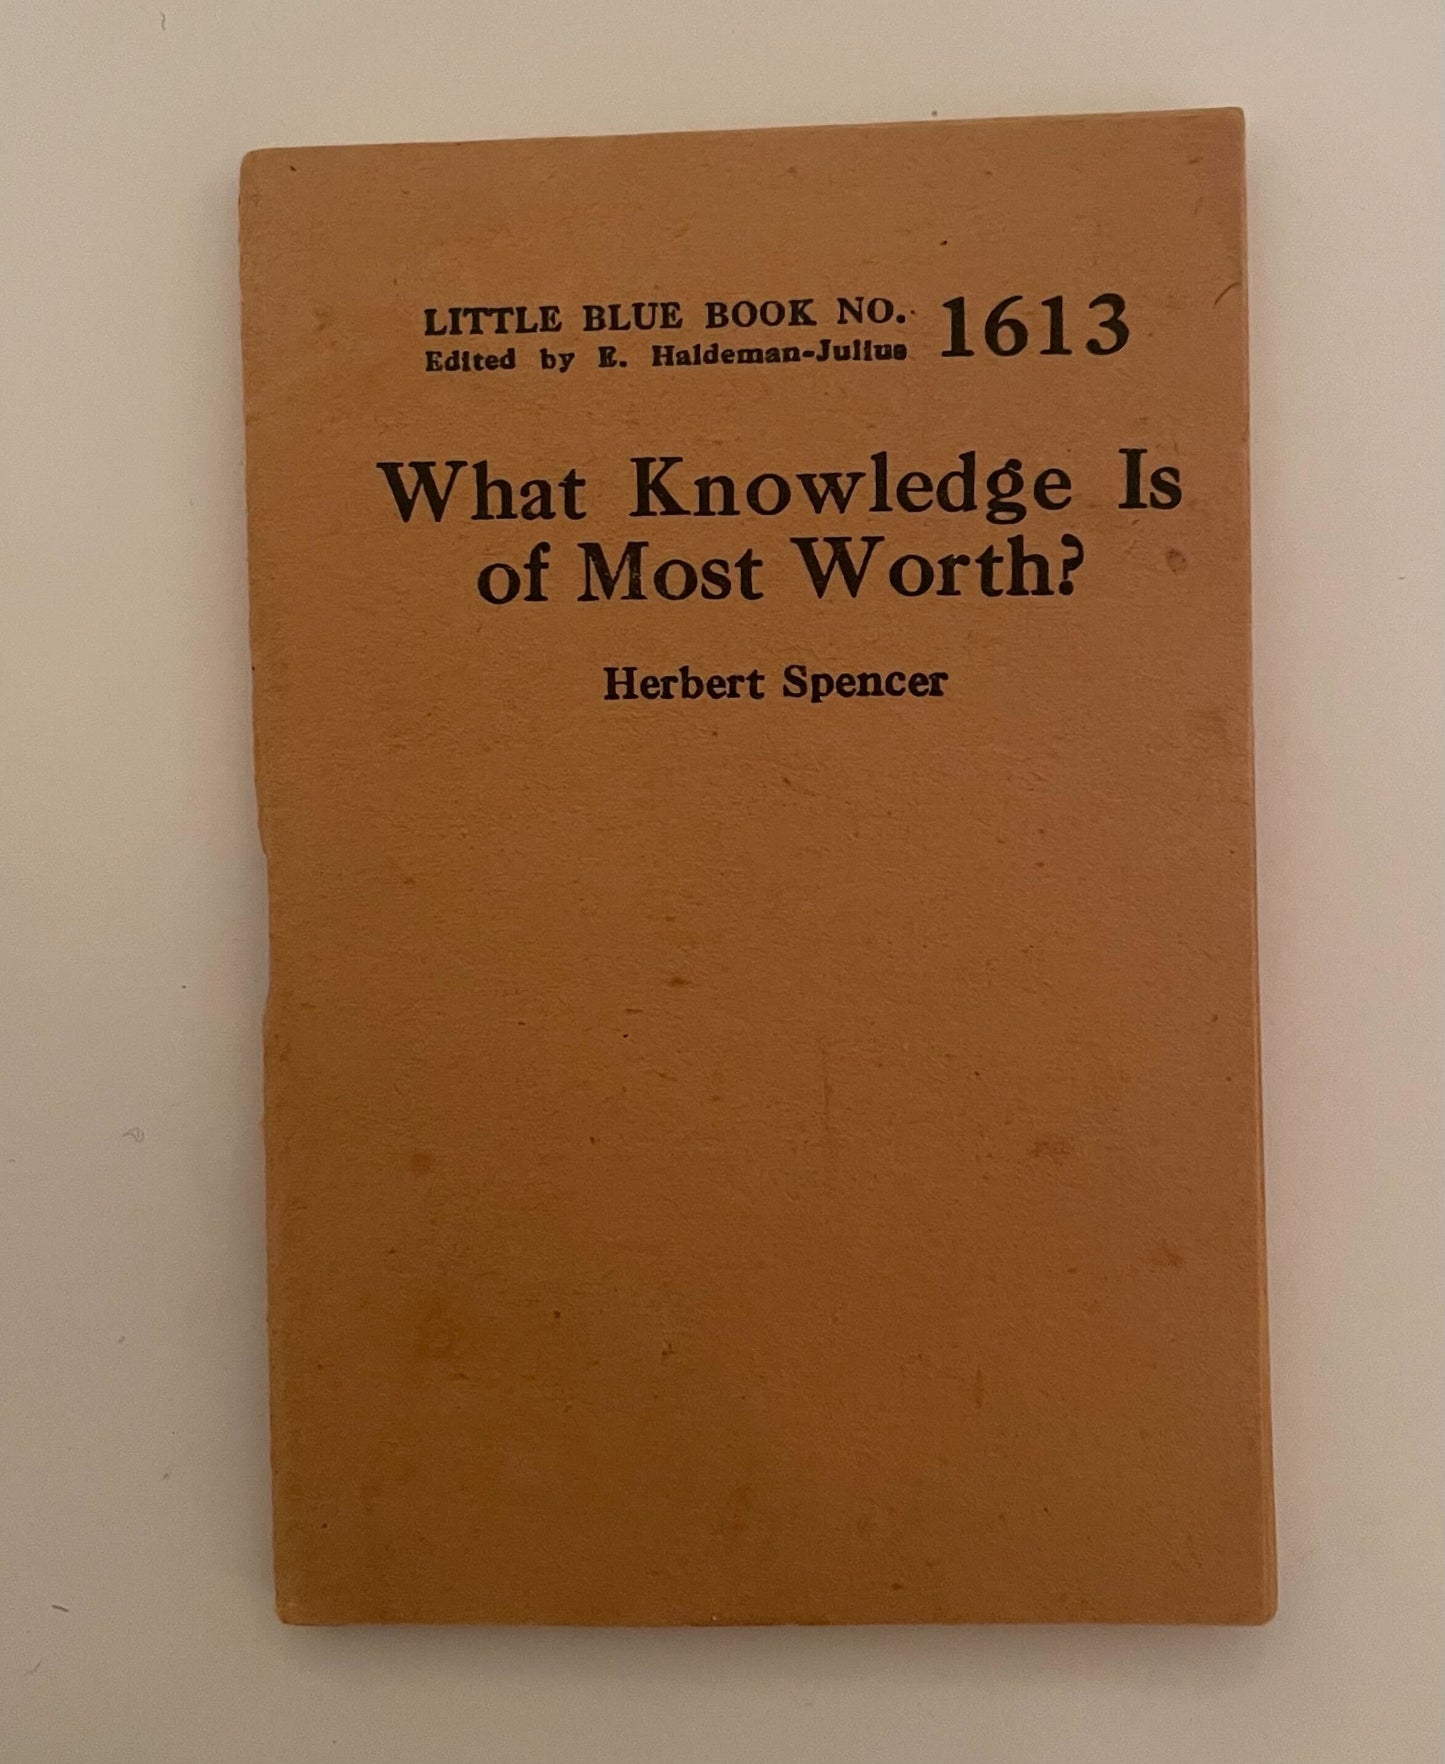 LITTLE BLUE BOOK NO. 1613
Edited by E. Haldeman-Julius
What Knowledge Is
of Most Worth?
Herbert Spencer